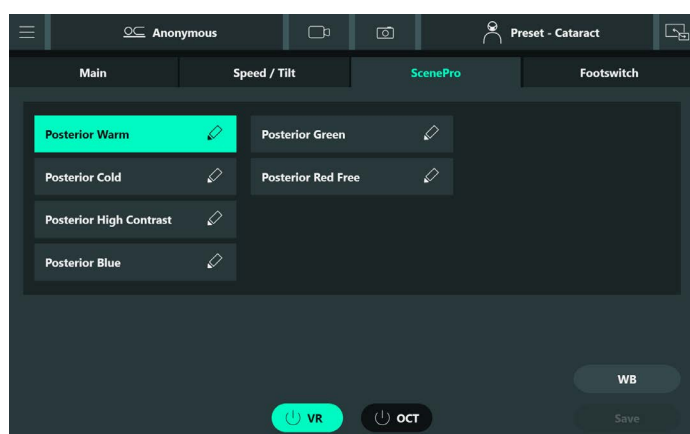 Anonymous
Preset - Cataract
Main
Speed / Tilt
ScenePro
Footswitch
Posterior Warm
Posterior Green
Posterior Cold
Posterior Red Free
Posterior High Contrast
Posterior Blue
WB
VR
OCT
Save